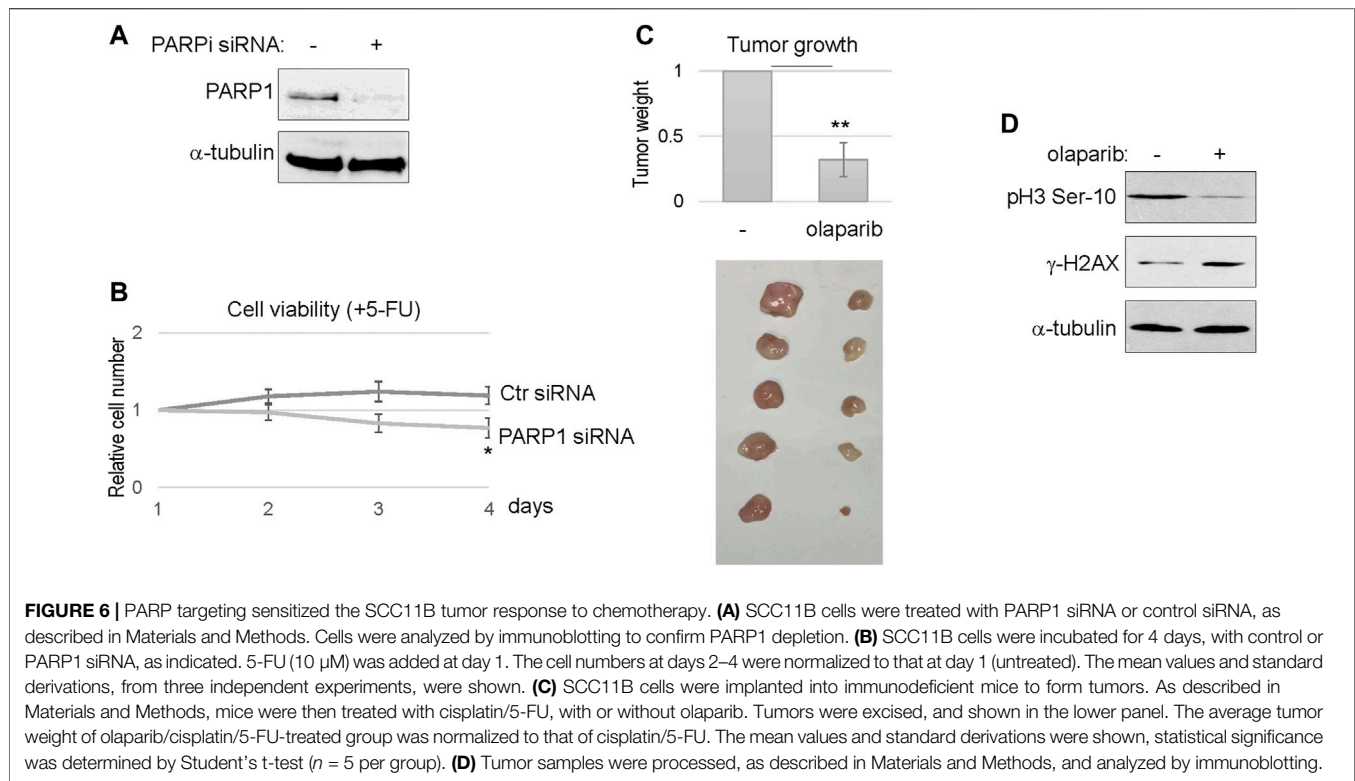 A
PARPi siRNA: - +
PARP1
α-tubulin
B
Cell viability (+5-FU)
Relative cell number
2
1
0
Ctr siRNA
PARP1 siRNA
*
1 2 3 4 days
C
Tumor growth
Tumor weight
1
0.5
0
**
- olaparib
D
olaparib: - +
pH3 Ser-10
γ-H2AX
α-tubulin
FIGURE 6 | PARP targeting sensitized the SCC11B tumor response to chemotherapy. (A) SCC11B cells were treated with PARP1 siRNA or control siRNA, as
described in Materials and Methods. Cells were analyzed by immunoblotting to confirm PARP1 depletion. (B) SCC11B cells were incubated for 4 days, with control or
PARP1 siRNA, as indicated. 5-FU (10 μM) was added at day 1. The cell numbers at days 2–4 were normalized to that at day 1 (untreated). The mean values and standard
derivations, from three independent experiments, were shown. (C) SCC11B cells were implanted into immunodeficient mice to form tumors. As described in
Materials and Methods, mice were then treated with cisplatin/5-FU, with or without olaparib. Tumors were excised, and shown in the lower panel. The average tumor
weight of olaparib/cisplatin/5-FU-treated group was normalized to that of cisplatin/5-FU. The mean values and standard derivations were shown, statistical significance
was determined by Student's t-test (n = 5 per group). (D) Tumor samples were processed, as described in Materials and Methods, and analyzed by immunoblotting.